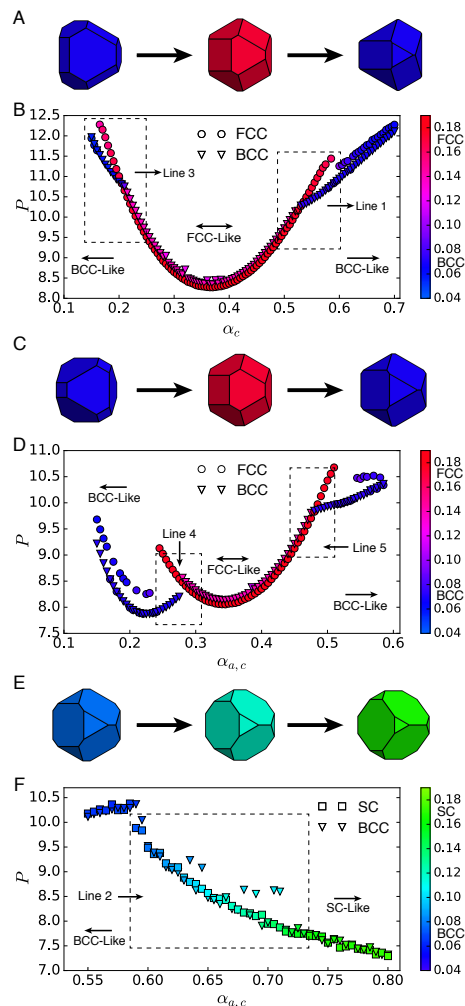 A
B
12.5
12.0
11.5
11.0
10.5
10.0
9.5
9.0
8.5
8.0
P
FCC
BCC
Line 3
Line 1
FCC-Like
BCC-Like
BCC-Like
0.1 0.2 0.3 0.4 0.5 0.6 0.7
α_c
0.18
FCC
0.16
0.14
0.12
0.10
0.08
BCC
0.06
0.04
C
D
11.0
10.5
10.0
9.5
9.0
8.5
8.0
7.5
P
FCC
BCC
BCC-Like
Line 4
FCC-Like
Line 5
BCC-Like
0.1 0.2 0.3 0.4 0.5 0.6
α_{a,c}
0.18
FCC
0.16
0.14
0.12
0.10
0.08
BCC
0.06
0.04
E
F
10.5
10.0
9.5
9.0
8.5
8.0
7.5
7.0
P
SC
BCC
Line 2
SC-Like
BCC-Like
0.55 0.60 0.65 0.70 0.75 0.80
α_{a,c}
0.18
SC
0.16
0.14
0.12
0.10
0.08
BCC
0.06
0.04